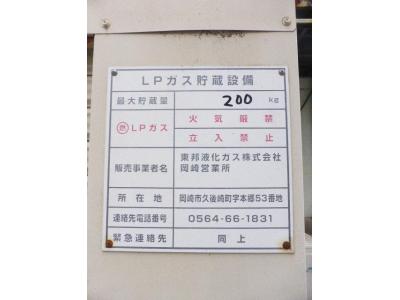 LPガス貯蔵設備
最大貯蔵量 200 kg
燃 LPガス 火気厳禁
立入禁止
販売事業者名 東邦液化ガス株式会社
岡崎営業所
所在地 岡崎市久後崎町字本郷53番地
連絡先電話番号 0564-66-1831
緊急連絡先 同上